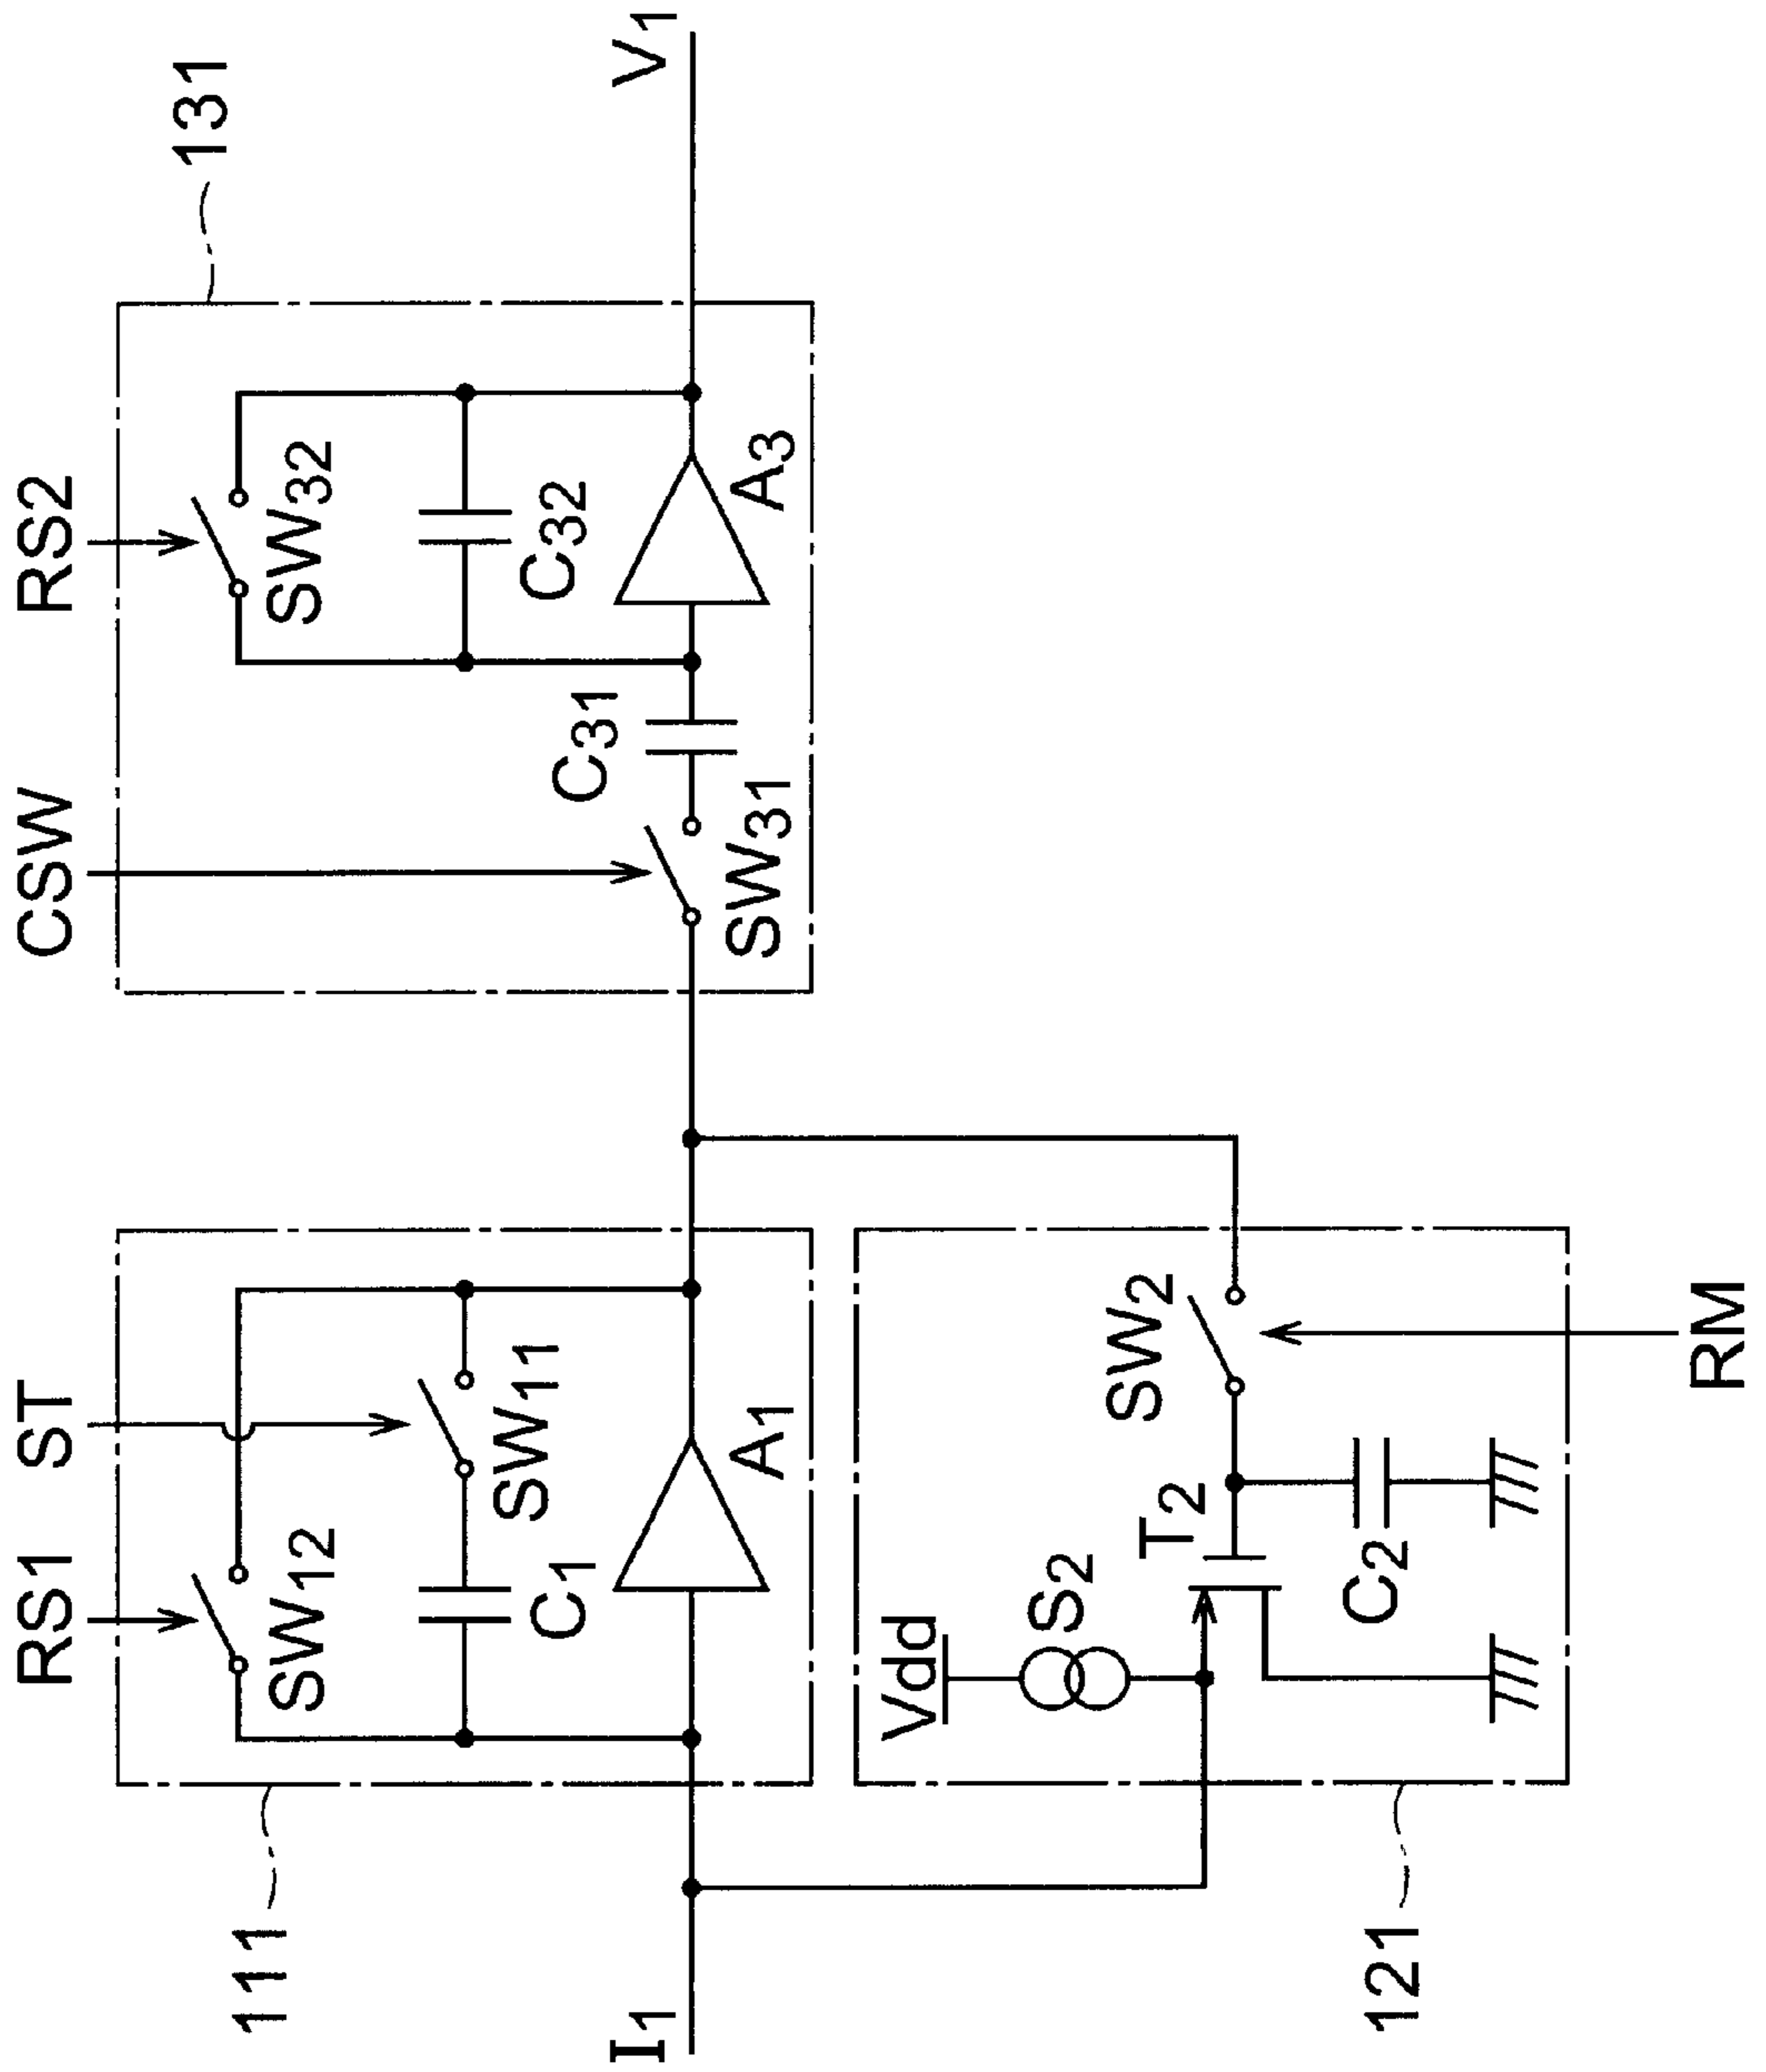 RS1
ST
CSW
RS2
131
SW12
SW11
C1
A1
SW32
C32
A3
C31
SW31
111
I1
V1
Vdd
S2
T2
SW2
C2
121
RM